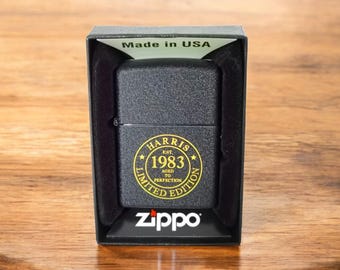 Made in USA
HARRIS
EST.
1983
AGED
TO
PERFECTION
LIMITED EDITION
zippo